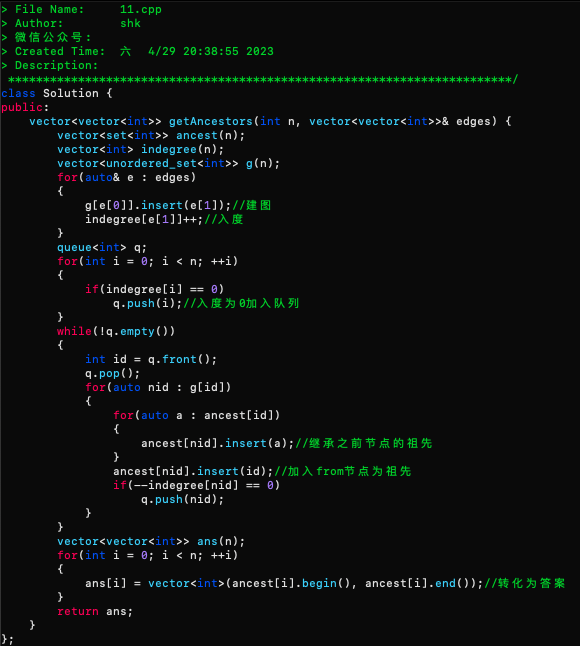 > File Name:     11.cpp
> Author:        shk
> 微信公众号:
> Created Time:  六  4/29 20:38:55 2023
> Description:
 ************************************************************************/
class Solution {
public:
    vector<vector<int>> getAncestors(int n, vector<vector<int>>& edges) {
        vector<set<int>> ancest(n);
        vector<int> indegree(n);
        vector<unordered_set<int>> g(n);
        for(auto& e : edges)
        {
            g[e[0]].insert(e[1]);//建图
            indegree[e[1]]++;//入度
        }
        queue<int> q;
        for(int i = 0; i < n; ++i)
        {
            if(indegree[i] == 0)
                q.push(i);//入度为0加入队列
        }
        while(!q.empty())
        {
            int id = q.front();
            q.pop();
            for(auto nid : g[id])
            {
                for(auto a : ancest[id])
                {
                    ancest[nid].insert(a);//继承之前节点的祖先
                }
                ancest[nid].insert(id);//加入from节点为祖先
                if(--indegree[nid] == 0)
                    q.push(nid);
            }
        }
        vector<vector<int>> ans(n);
        for(int i = 0; i < n; ++i)
        {
            ans[i] = vector<int>(ancest[i].begin(), ancest[i].end());//转化为答案
        }
        return ans;
    }
};